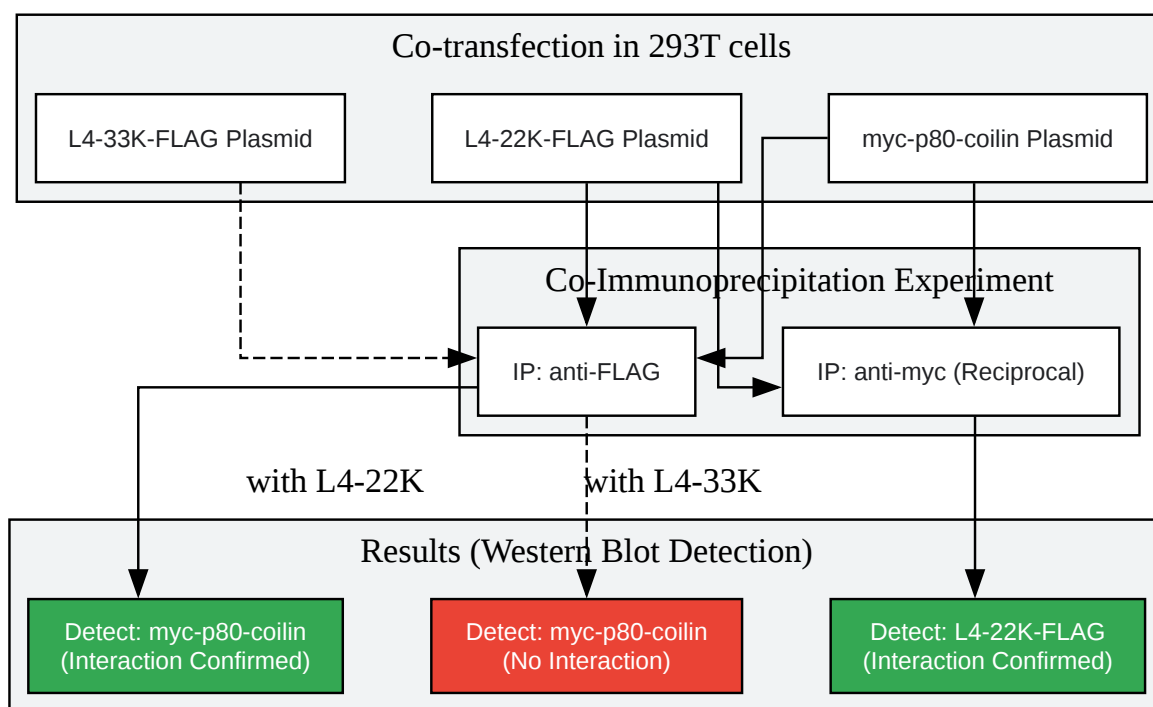 Co-transfection in 293T cells
L4-33K-FLAG Plasmid
L4-22K-FLAG Plasmid
myc-p80-coilin Plasmid
Co-Immunoprecipitation Experiment
IP: anti-FLAG
IP: anti-myc (Reciprocal)
with L4-22K
with L4-33K
Results (Western Blot Detection)
Detect: myc-p80-coilin
(Interaction Confirmed)
Detect: myc-p80-coilin
(No Interaction)
Detect: L4-22K-FLAG
(Interaction Confirmed)